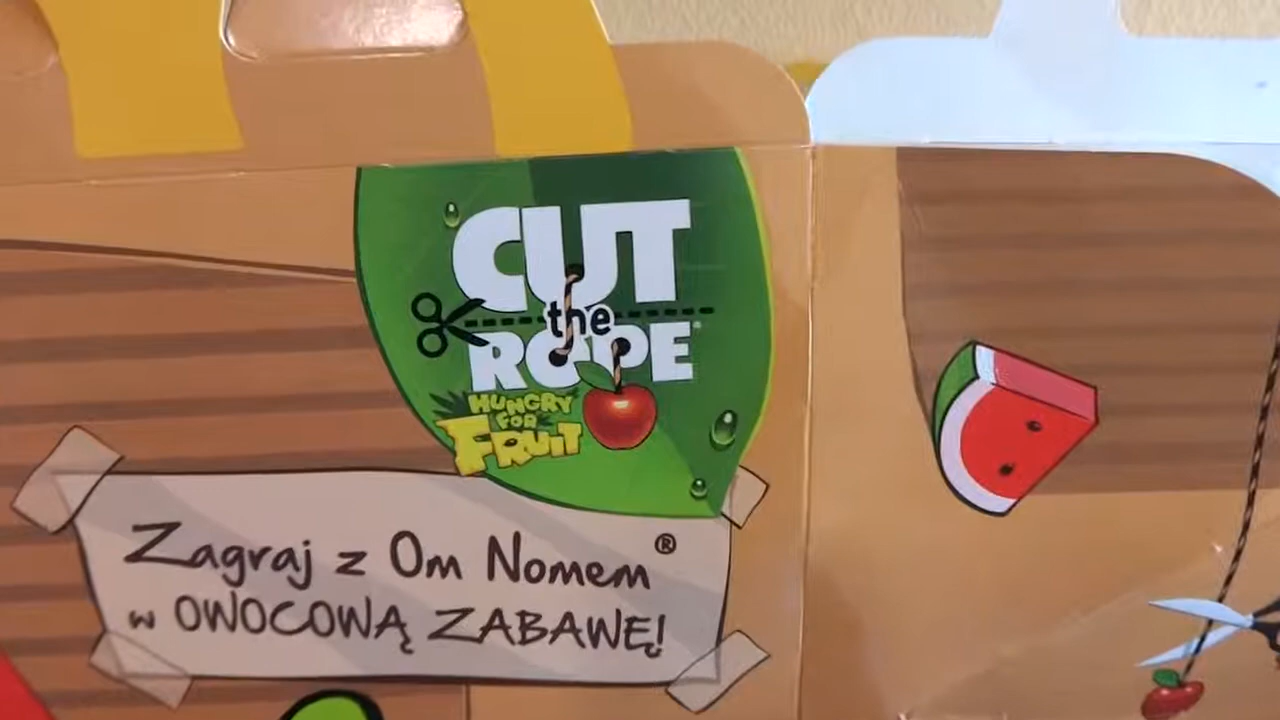 CUT
the
ROPE®
HUNGRY
FOR
FRUIT
Zagraj z Om Nomem®
w OWOCOWĄ ZABAWĘ!